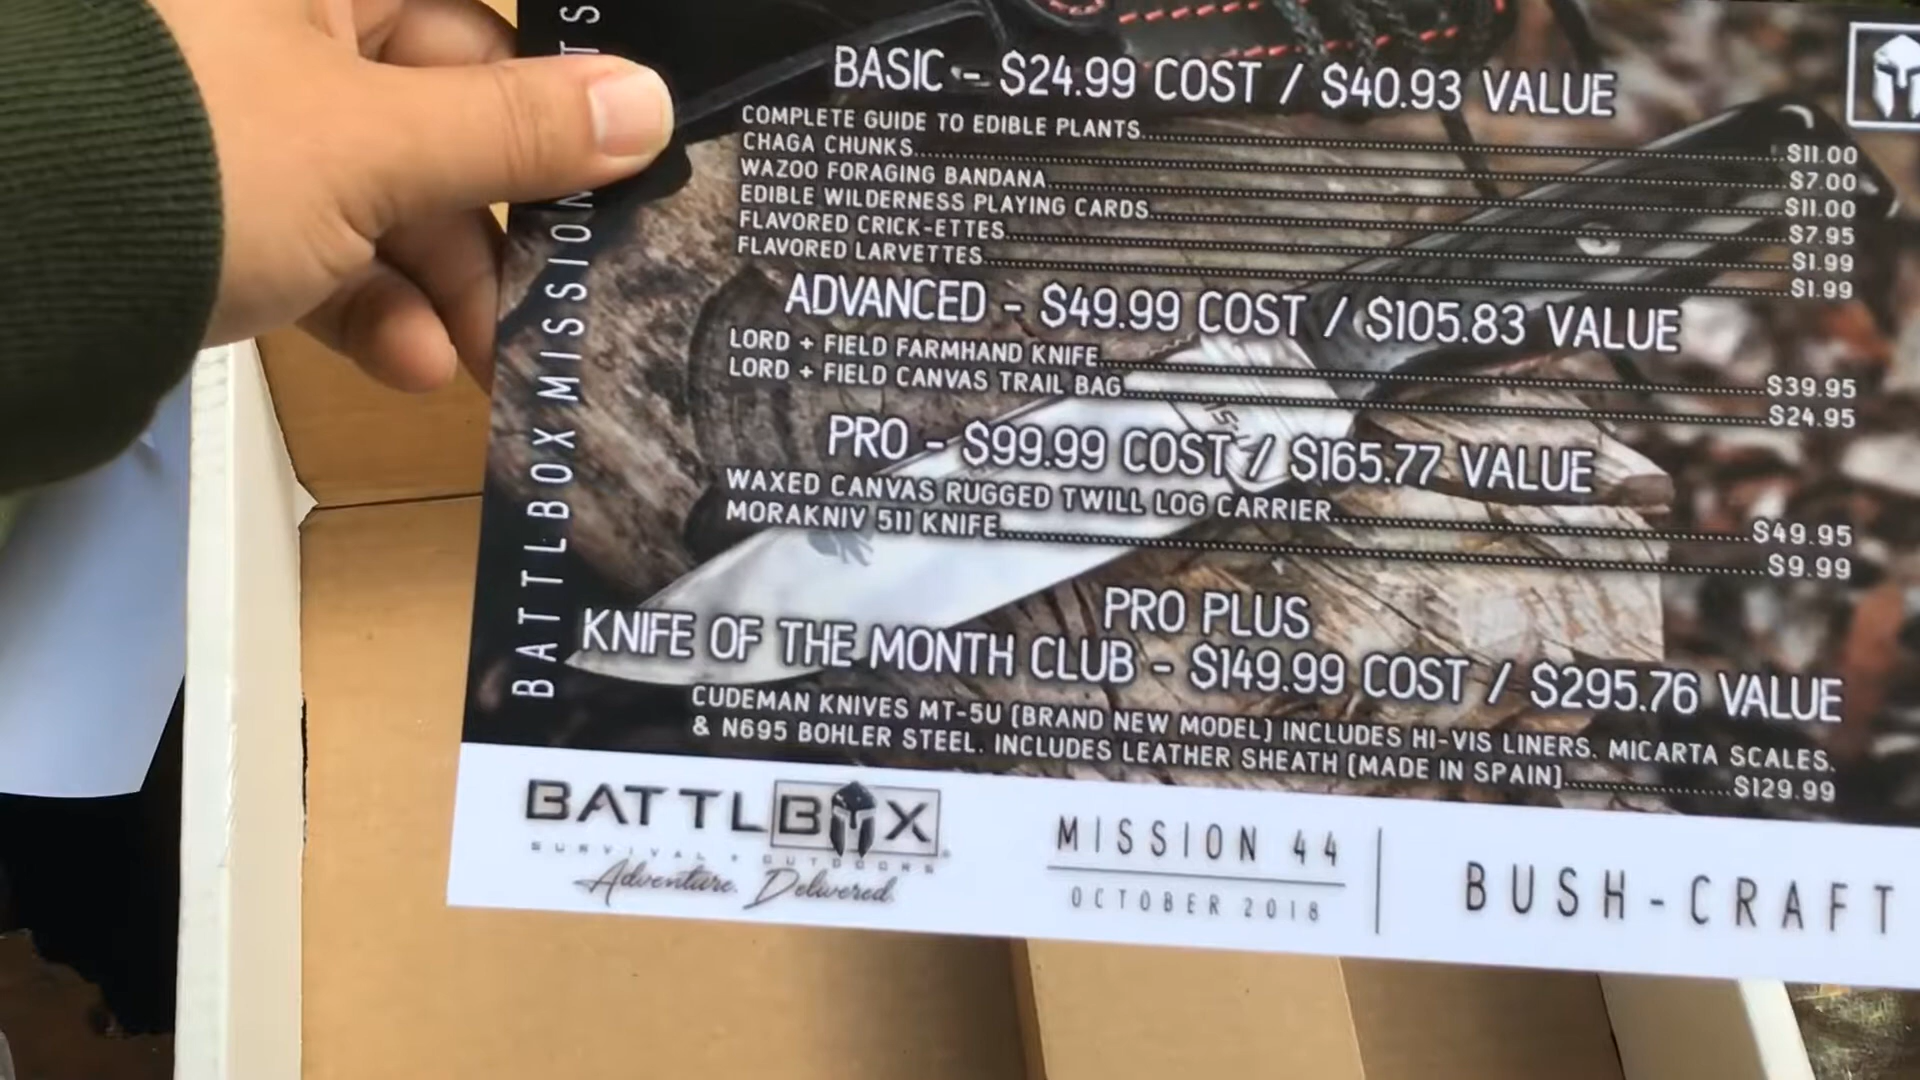 BASIC - $24.99 COST / $40.93 VALUE
COMPLETE GUIDE TO EDIBLE PLANTS........$11.00
CHAGA CHUNKS........$7.00
WAZOO FORAGING BANDANA........$11.00
EDIBLE WILDERNESS PLAYING CARDS........$7.95
FLAVORED CRICK-ETTES........$1.99
FLAVORED LARVETTES........$1.99
ADVANCED - $49.99 COST / $105.83 VALUE
LORD + FIELD FARMHAND KNIFE........$39.95
LORD + FIELD CANVAS TRAIL BAG........$24.95
PRO - $99.99 COST / $165.77 VALUE
WAXED CANVAS RUGGED TWILL LOG CARRIER........$49.95
MORAKNIV 511 KNIFE........$9.99
PRO PLUS
KNIFE OF THE MONTH CLUB - $149.99 COST / $295.76 VALUE
CUDEMAN KNIVES MT-5U (BRAND NEW MODEL) INCLUDES HI-VIS LINERS. MICARTA SCALES.
& N695 BOHLER STEEL. INCLUDES LEATHER SHEATH (MADE IN SPAIN)........$129.99
BATTLBOX
SURVIVAL + OUTDOORS
Adventure. Delivered.
MISSION 44
OCTOBER 2018
BUSH-CRAFT
BATTLBOX MISSION